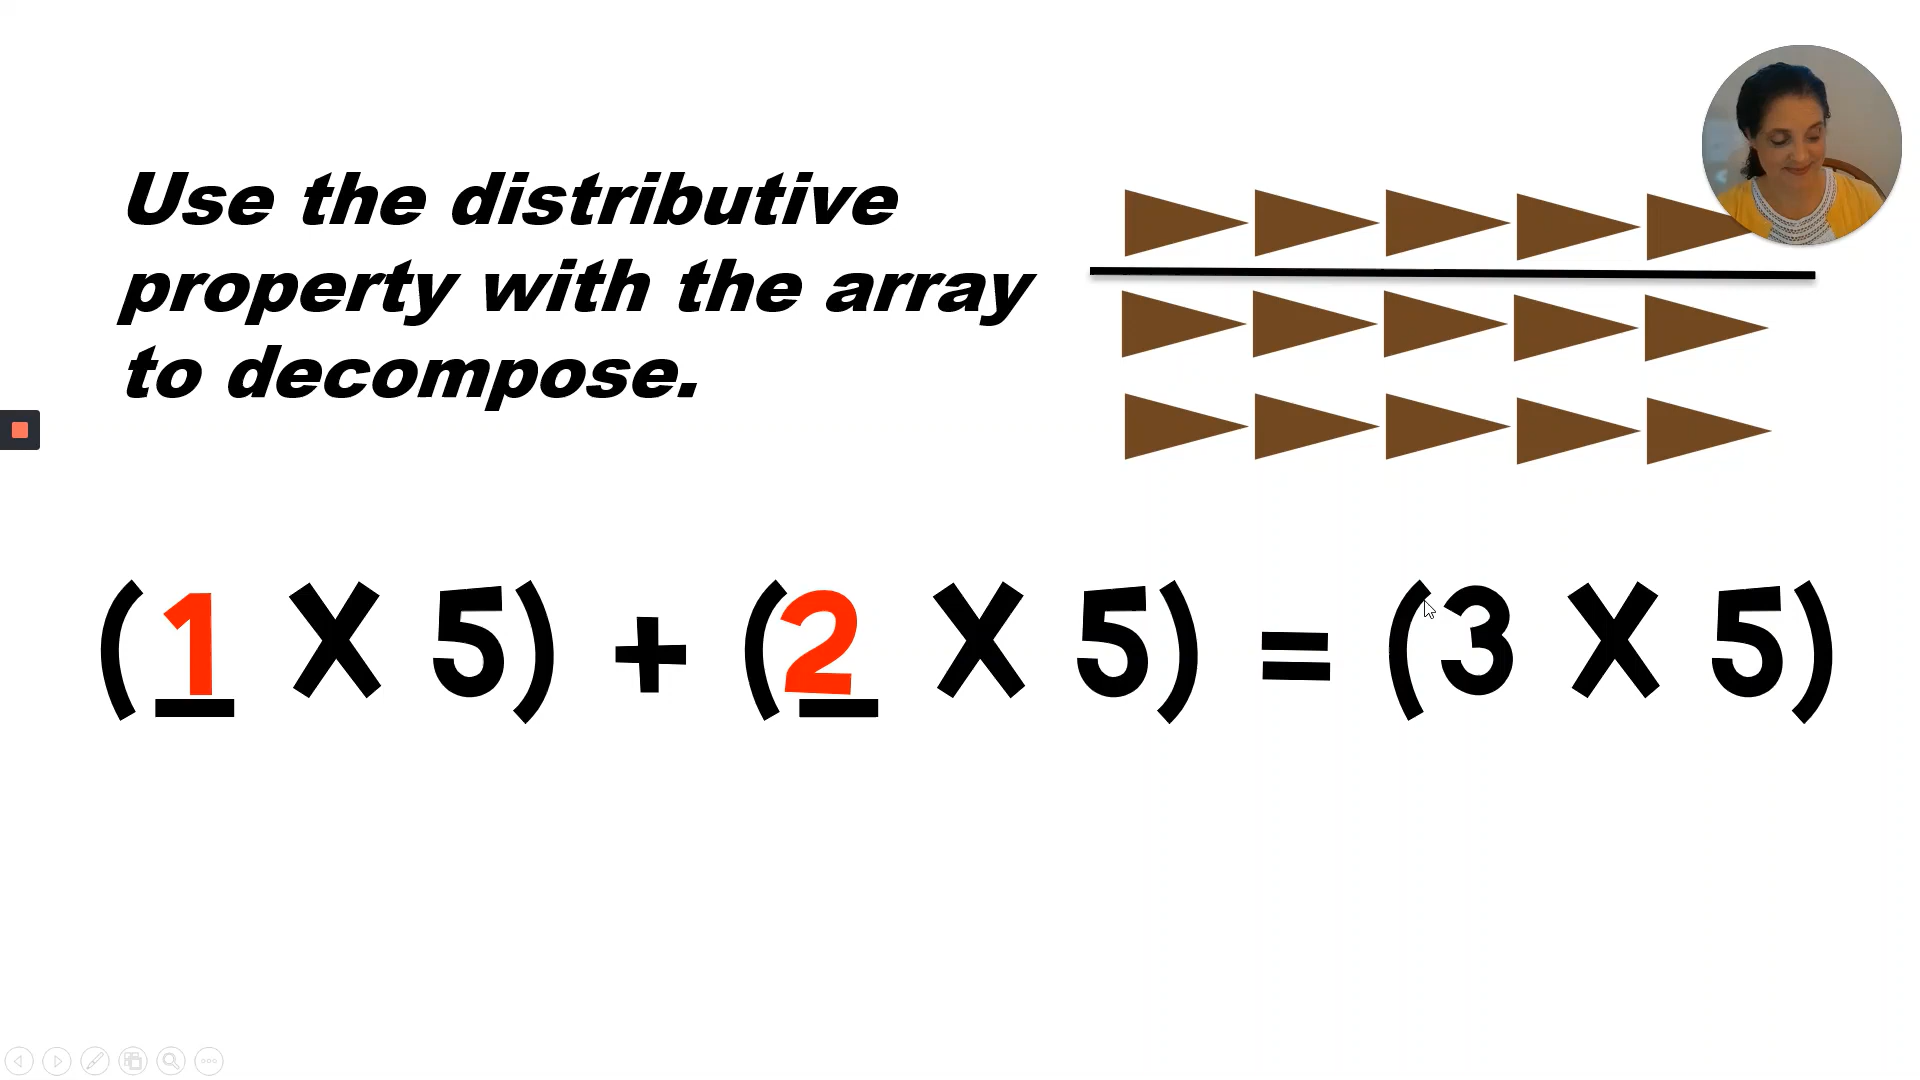 Use the distributive
property with the array
to decompose.
(1 X 5) + (2 X 5) = (3 X 5)